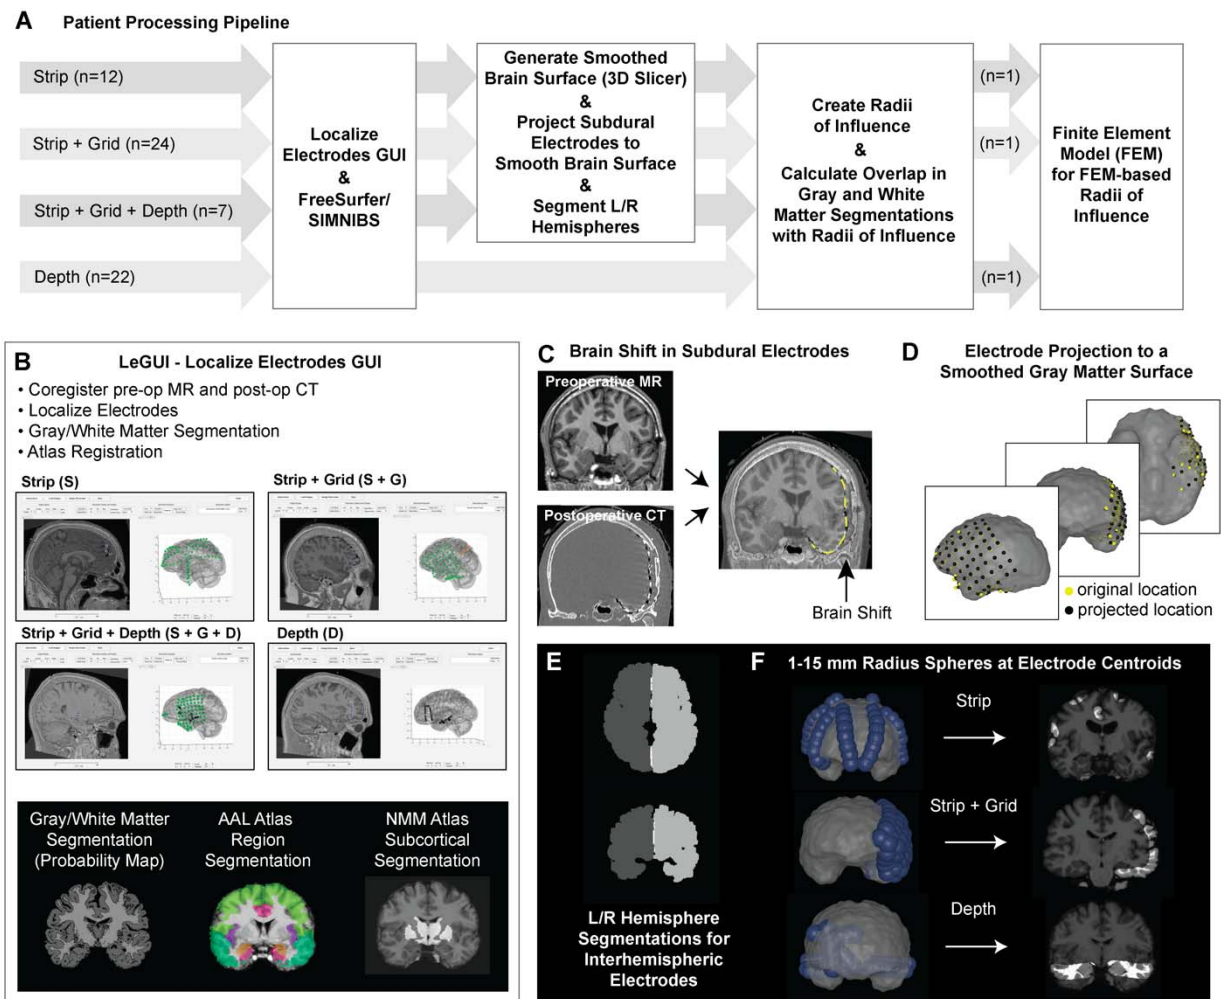 A Patient Processing Pipeline
Strip (n=12)
Strip + Grid (n=24)
Strip + Grid + Depth (n=7)
Depth (n=22)
Localize
Electrodes GUI
&
FreeSurfer/
SIMNIBS
Generate Smoothed
Brain Surface (3D Slicer)
&
Project Subdural
Electrodes to
Smooth Brain Surface
&
Segment L/R
Hemispheres
Create Radii
of Influence
&
Calculate Overlap in
Gray and White
Matter Segmentations
with Radii of Influence
(n=1)
(n=1)
(n=1)
Finite Element
Model (FEM)
for FEM-based
Radii of
Influence
B
LeGUI - Localize Electrodes GUI
• Coregister pre-op MR and post-op CT
• Localize Electrodes
• Gray/White Matter Segmentation
• Atlas Registration
Strip (S)
Strip + Grid (S + G)
Strip + Grid + Depth (S + G + D)
Depth (D)
Gray/White Matter
Segmentation
(Probability Map)
AAL Atlas
Region
Segmentation
NMM Atlas
Subcortical
Segmentation
C Brain Shift in Subdural Electrodes
Preoperative MR
Postoperative CT
Brain Shift
D Electrode Projection to a
Smoothed Gray Matter Surface
original location
projected location
E
L/R Hemisphere
Segmentations for
Interhemispheric
Electrodes
F 1-15 mm Radius Spheres at Electrode Centroids
Strip
Strip + Grid
Depth